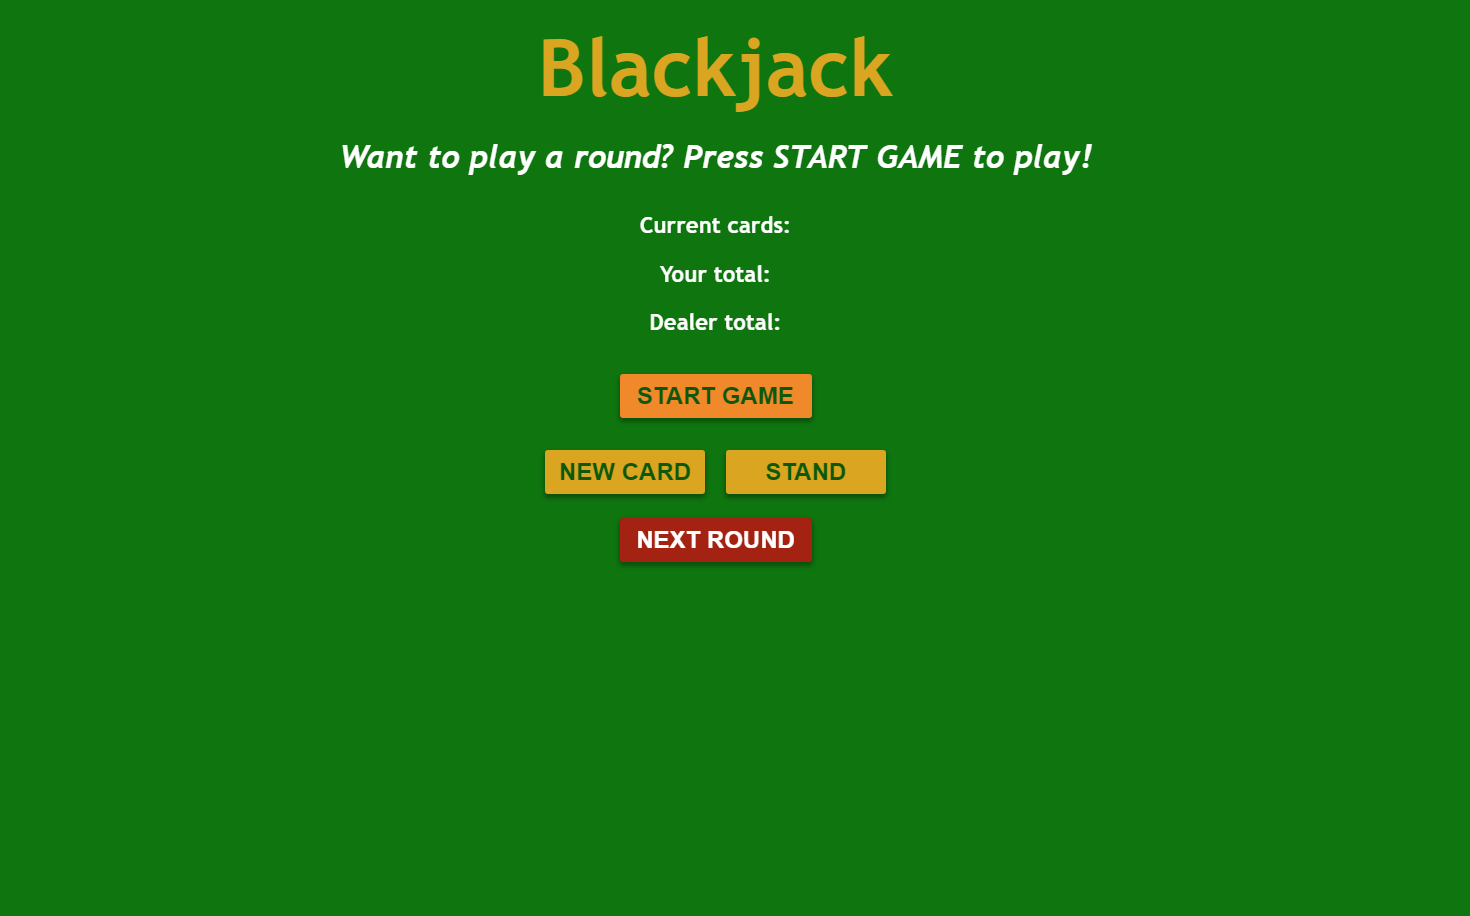 Blackjack
Want to play a round? Press START GAME to play!
Current cards:
Your total:
Dealer total:
START GAME
NEW CARD STAND
NEXT ROUND